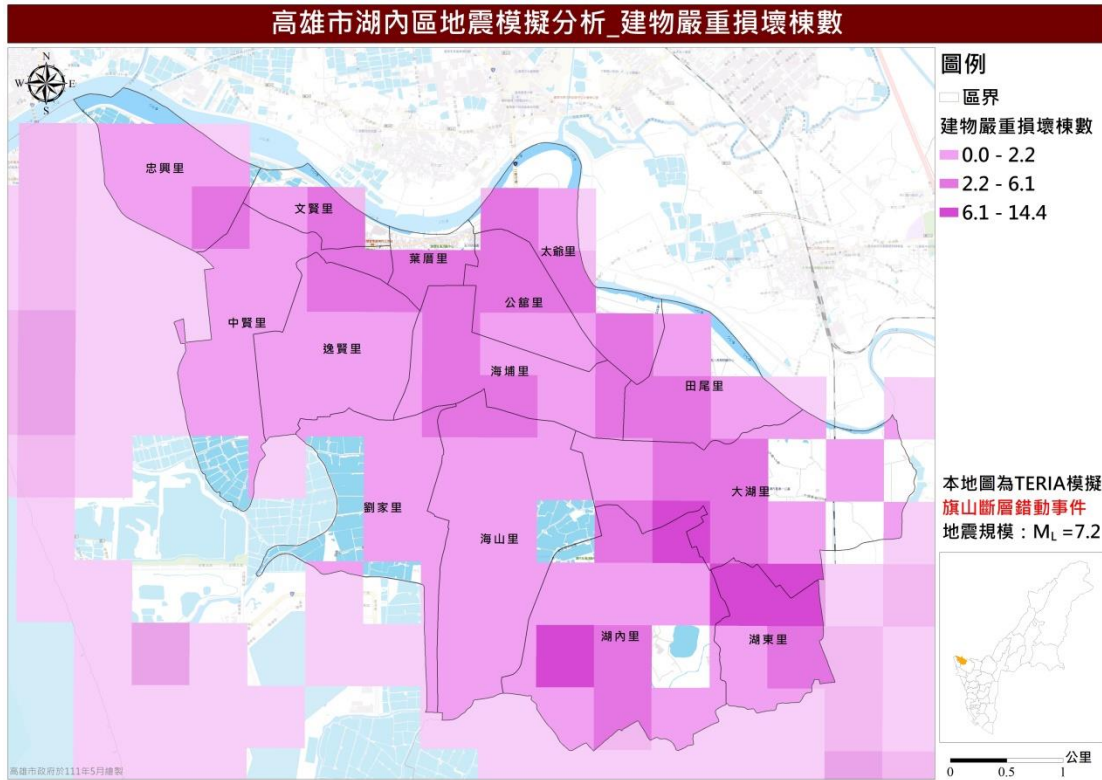 高雄市湖內區地震模擬分析_建物嚴重損壞棟數
N
W
E
S
圖例
區界
建物嚴重損壞棟數
0.0 - 2.2
2.2 - 6.1
6.1 - 14.4
忠興里
文賢里
葉厝里
太爺里
公舘里
中賢里
逸賢里
海埔里
田尾里
劉家里
海山里
大湖里
湖內里
湖東里
本地圖為TERIA模擬
旗山斷層錯動事件
地震規模：ML =7.2
公里
0 0.5 1
高雄市政府於111年5月繪製